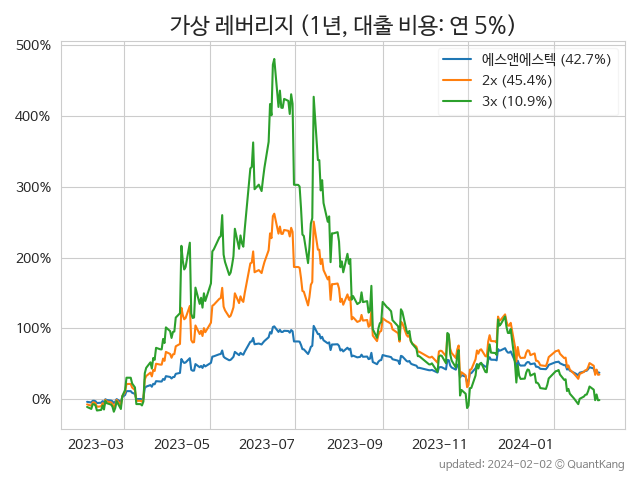 가상 레버리지 (1년, 대출 비용: 연 5%)
500%
400%
300%
200%
100%
0%
에스앤에스텍 (42.7%)
2x (45.4%)
3x (10.9%)
2023-03
2023-05
2023-07
2023-09
2023-11
2024-01
updated: 2024-02-02 © QuantKang